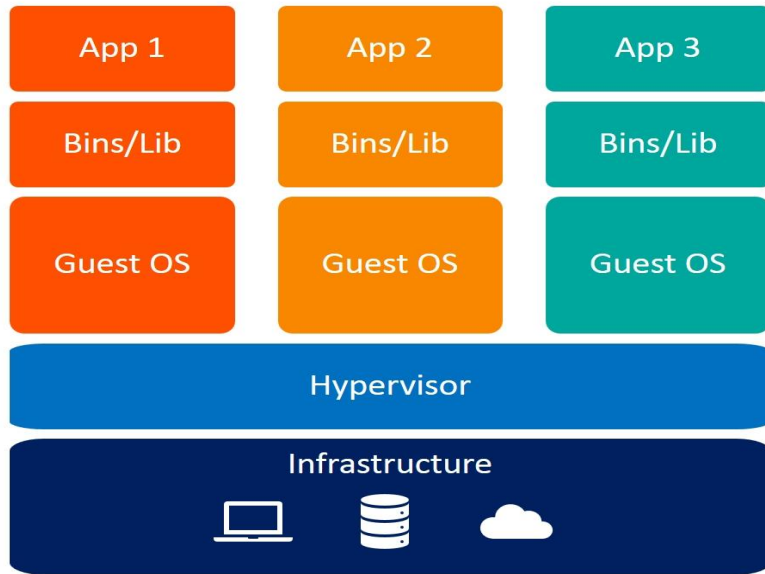 App 1
App 2
App 3
Bins/Lib
Bins/Lib
Bins/Lib
Guest OS
Guest OS
Guest OS
Hypervisor
Infrastructure